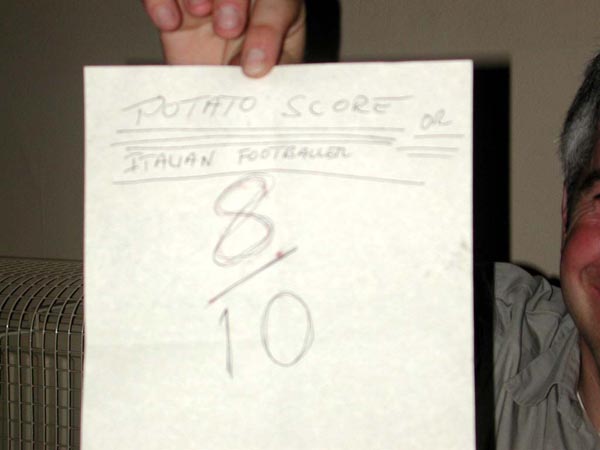 POTATO SCORE OR
ITALIAN FOOTBALLER
8
10